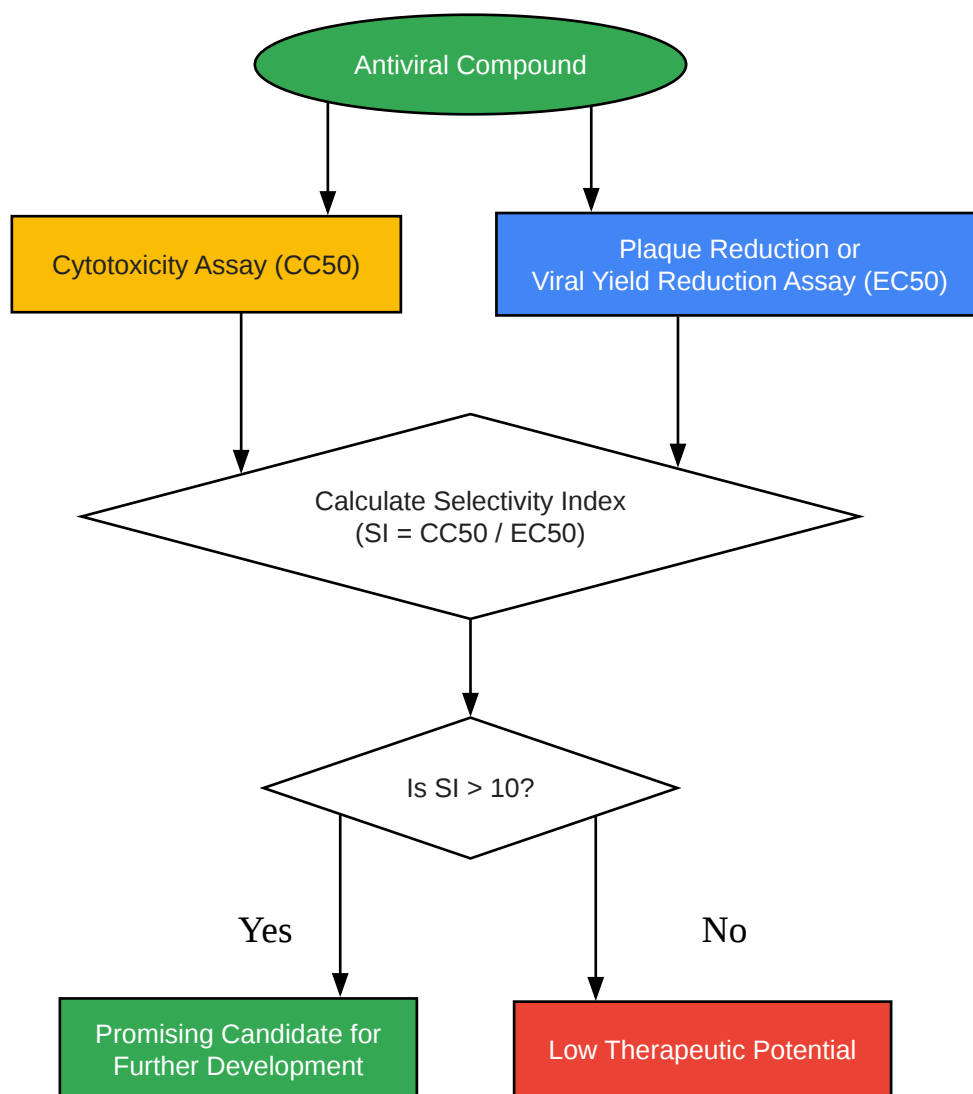 Antiviral Compound
Cytotoxicity Assay (CC50)
Plaque Reduction or
Viral Yield Reduction Assay (EC50)
Calculate Selectivity Index
(SI = CC50 / EC50)
Is SI > 10?
Yes
No
Promising Candidate for
Further Development
Low Therapeutic Potential